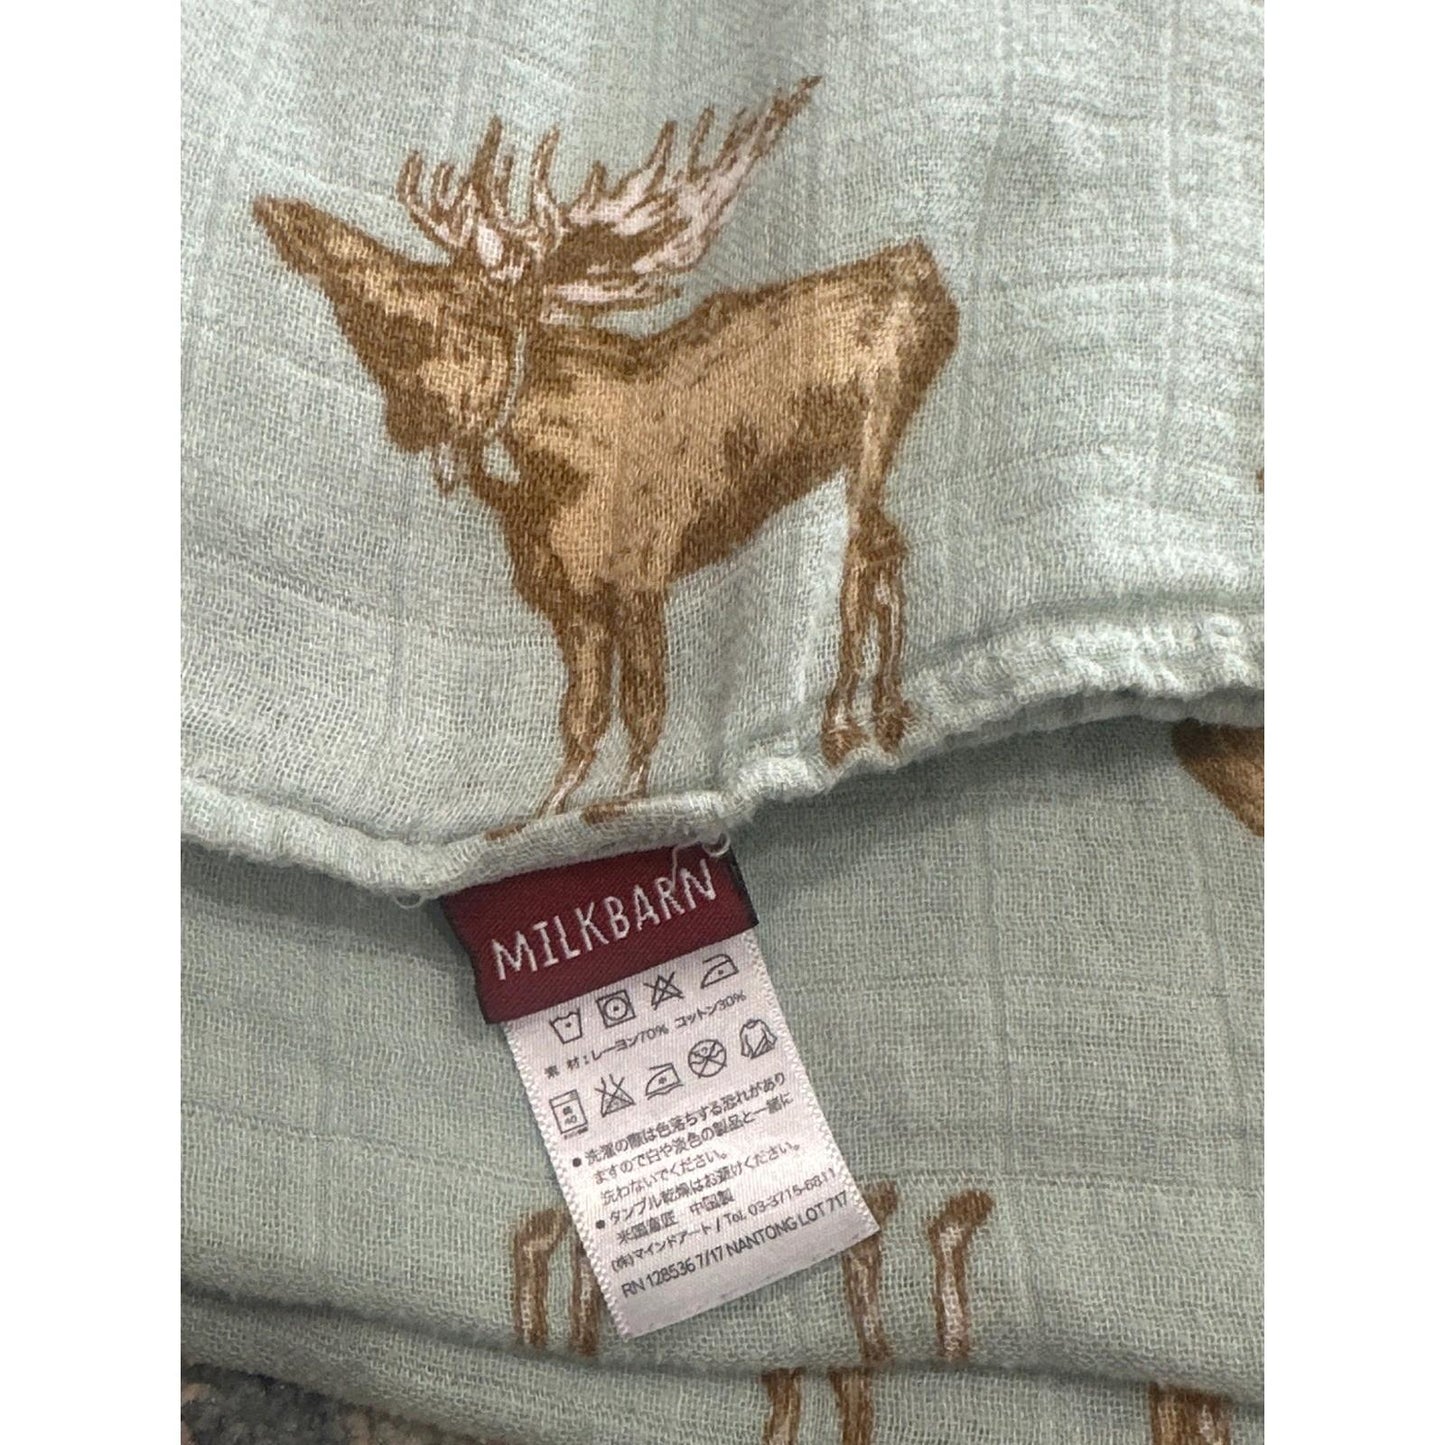 MILKBARN
素 材：レーヨン70% コットン30%
40
●洗濯の際は色落ちする恐れがあり
ますので白や淡色の製品と一緒に
洗わないでください。
●タンブル乾燥はお避けください。
米国意匠 中国製
(株)マインドアート / Tel. 03-3715-6811
RN 128536 7/17 NANTONG LOT 717